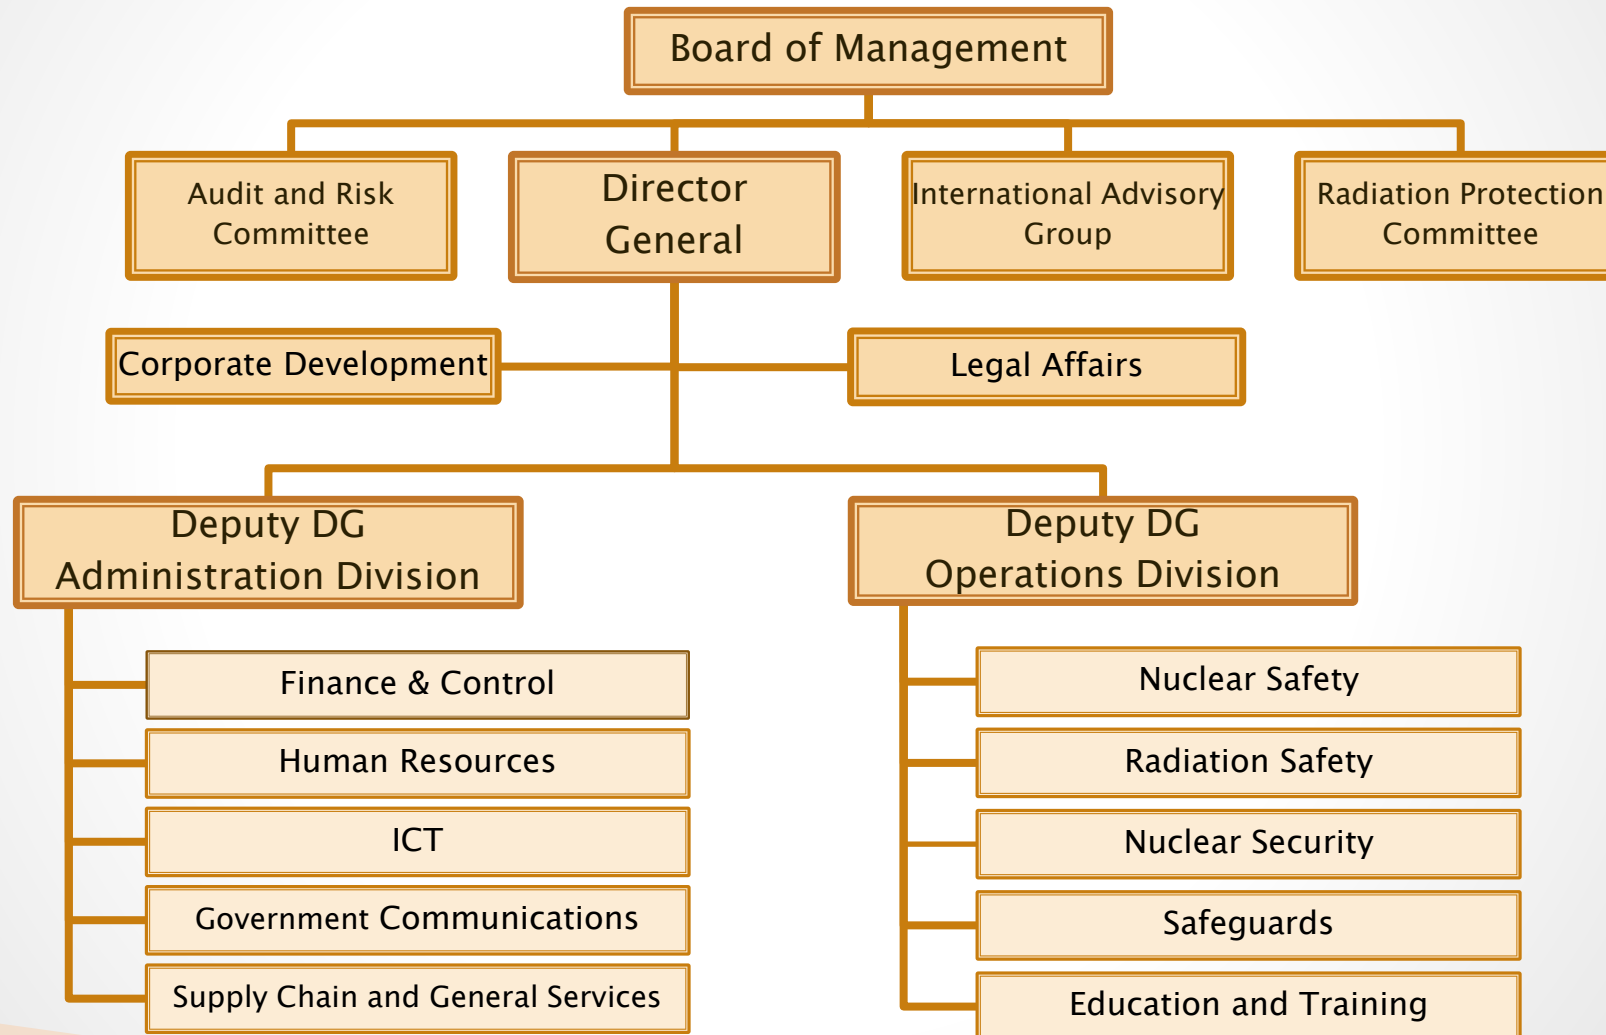 Board of Management
Audit and Risk
Committee
Director
General
International Advisory
Group
Radiation Protection
Committee
Corporate Development
Legal Affairs
Deputy DG
Administration Division
Deputy DG
Operations Division
Finance & Control
Human Resources
ICT
Government Communications
Supply Chain and General Services
Nuclear Safety
Radiation Safety
Nuclear Security
Safeguards
Education and Training